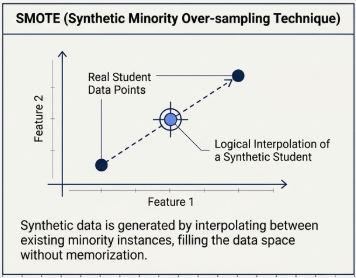 SMOTE (Synthetic Minority Over-sampling Technique)
Real Student
Data Points
Feature 2
Logical Interpolation of
a Synthetic Student
Feature 1
Synthetic data is generated by interpolating between
existing minority instances, filling the data space
without memorization.